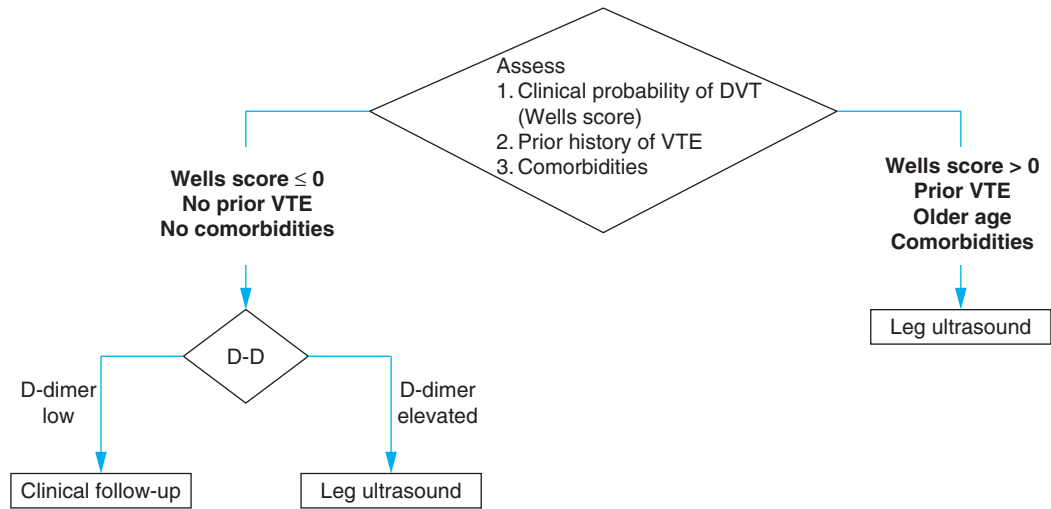 Assess
1. Clinical probability of DVT
(Wells score)
2. Prior history of VTE
3. Comorbidities
Wells score ≤ 0
No prior VTE
No comorbidities
Wells score > 0
Prior VTE
Older age
Comorbidities
Leg ultrasound
D-D
D-dimer
low
D-dimer
elevated
Clinical follow-up
Leg ultrasound